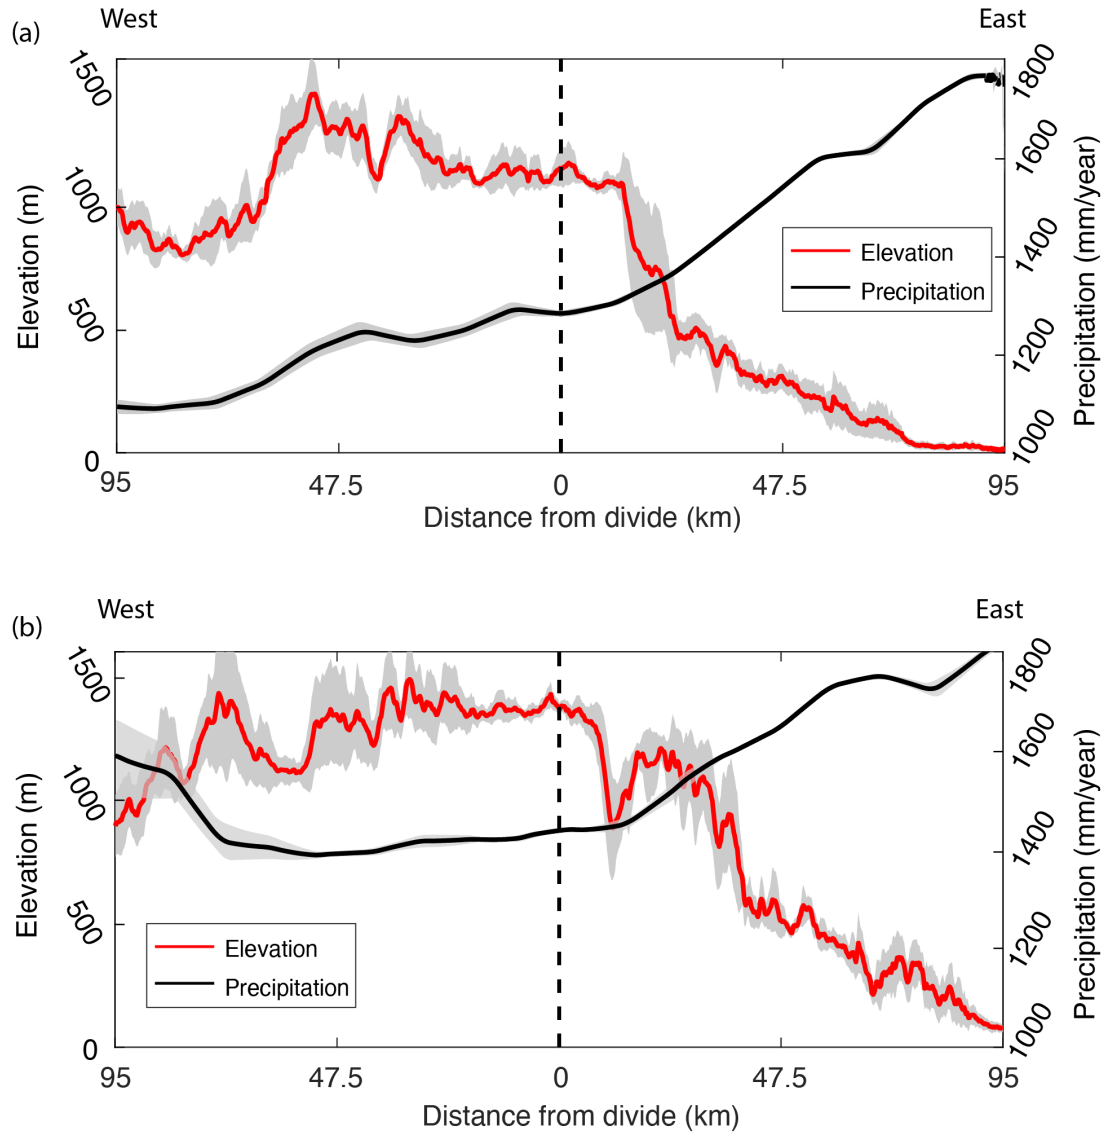 West
East
(a)
1500
1000
500
0
Elevation (m)
1800
1600
1400
1200
1000
Precipitation (mm/year)
Elevation
Precipitation
95
47.5
0
47.5
95
Distance from divide (km)
West
East
(b)
1500
1000
500
0
Elevation (m)
1800
1600
1400
1200
1000
Precipitation (mm/year)
Elevation
Precipitation
95
47.5
0
47.5
95
Distance from divide (km)